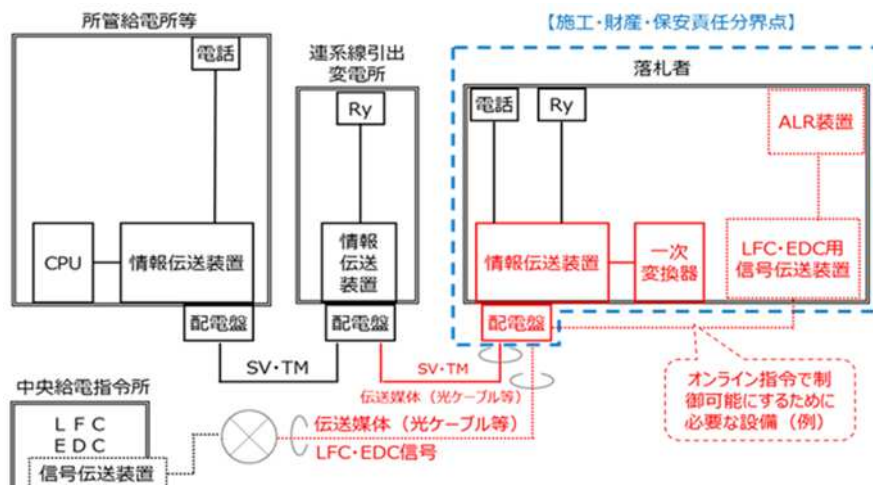 所管給電所等
電話
CPU
情報伝送装置
配電盤
連系線引出
変電所
Ry
情報
伝送
装置
配電盤
【施工・財産・保安責任分界点】
落札者
電話
Ry
ALR装置
情報伝送装置
一次
変換器
LFC・EDC用
信号伝送装置
配電盤
SV・TM
SV・TM
伝送媒体（光ケーブル等）
オンライン指令で制
御可能にするために
必要な設備（例）
中央給電指令所
LFC
EDC
信号伝送装置
伝送媒体（光ケーブル等）
LFC・EDC信号